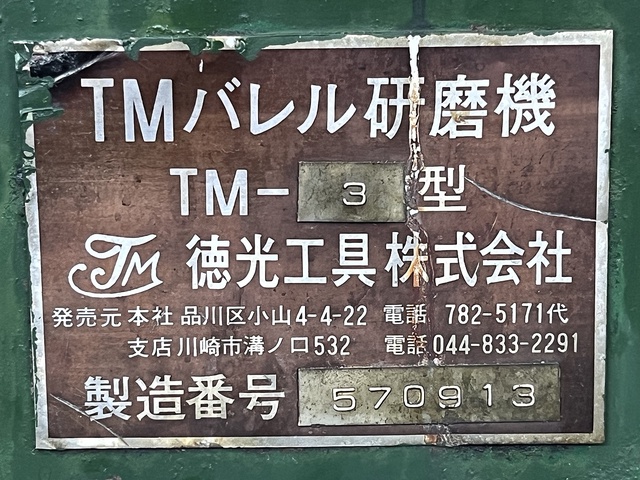 TMバレル研磨機
TM-3型
TM 徳光工具株式会社
発売元 本社 品川区小山4-4-22 電話 782-5171代
支店 川崎市溝ノ口532 電話 044-833-2291
製造番号 570913